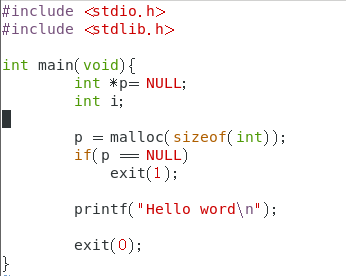 #include <stdio.h>
#include <stdlib.h>
int main(void){
int *p= NULL;
int i;
p = malloc(sizeof(int));
if(p == NULL)
exit(1);
printf("Hello word\n");
exit(0);
}